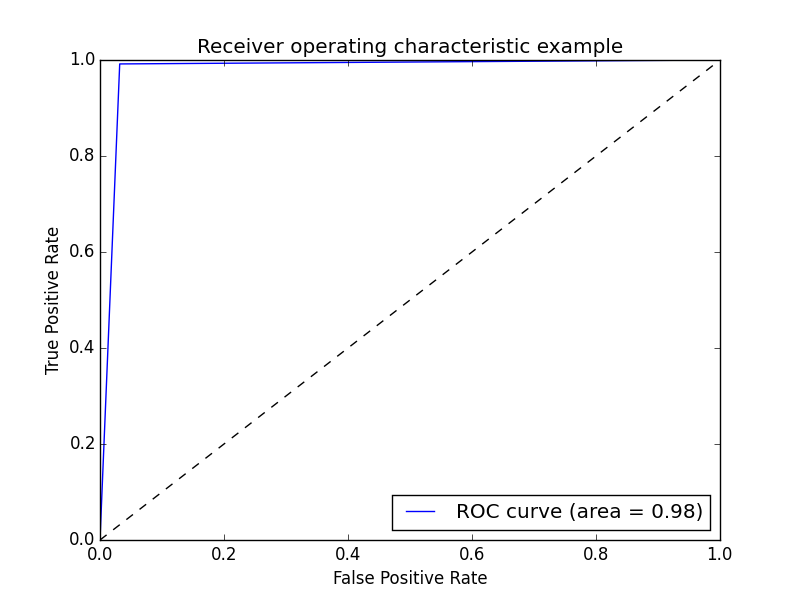 Receiver operating characteristic example
1.0
0.8
0.6
0.4
0.2
0.0
True Positive Rate
ROC curve (area = 0.98)
0.0 0.2 0.4 0.6 0.8 1.0
False Positive Rate